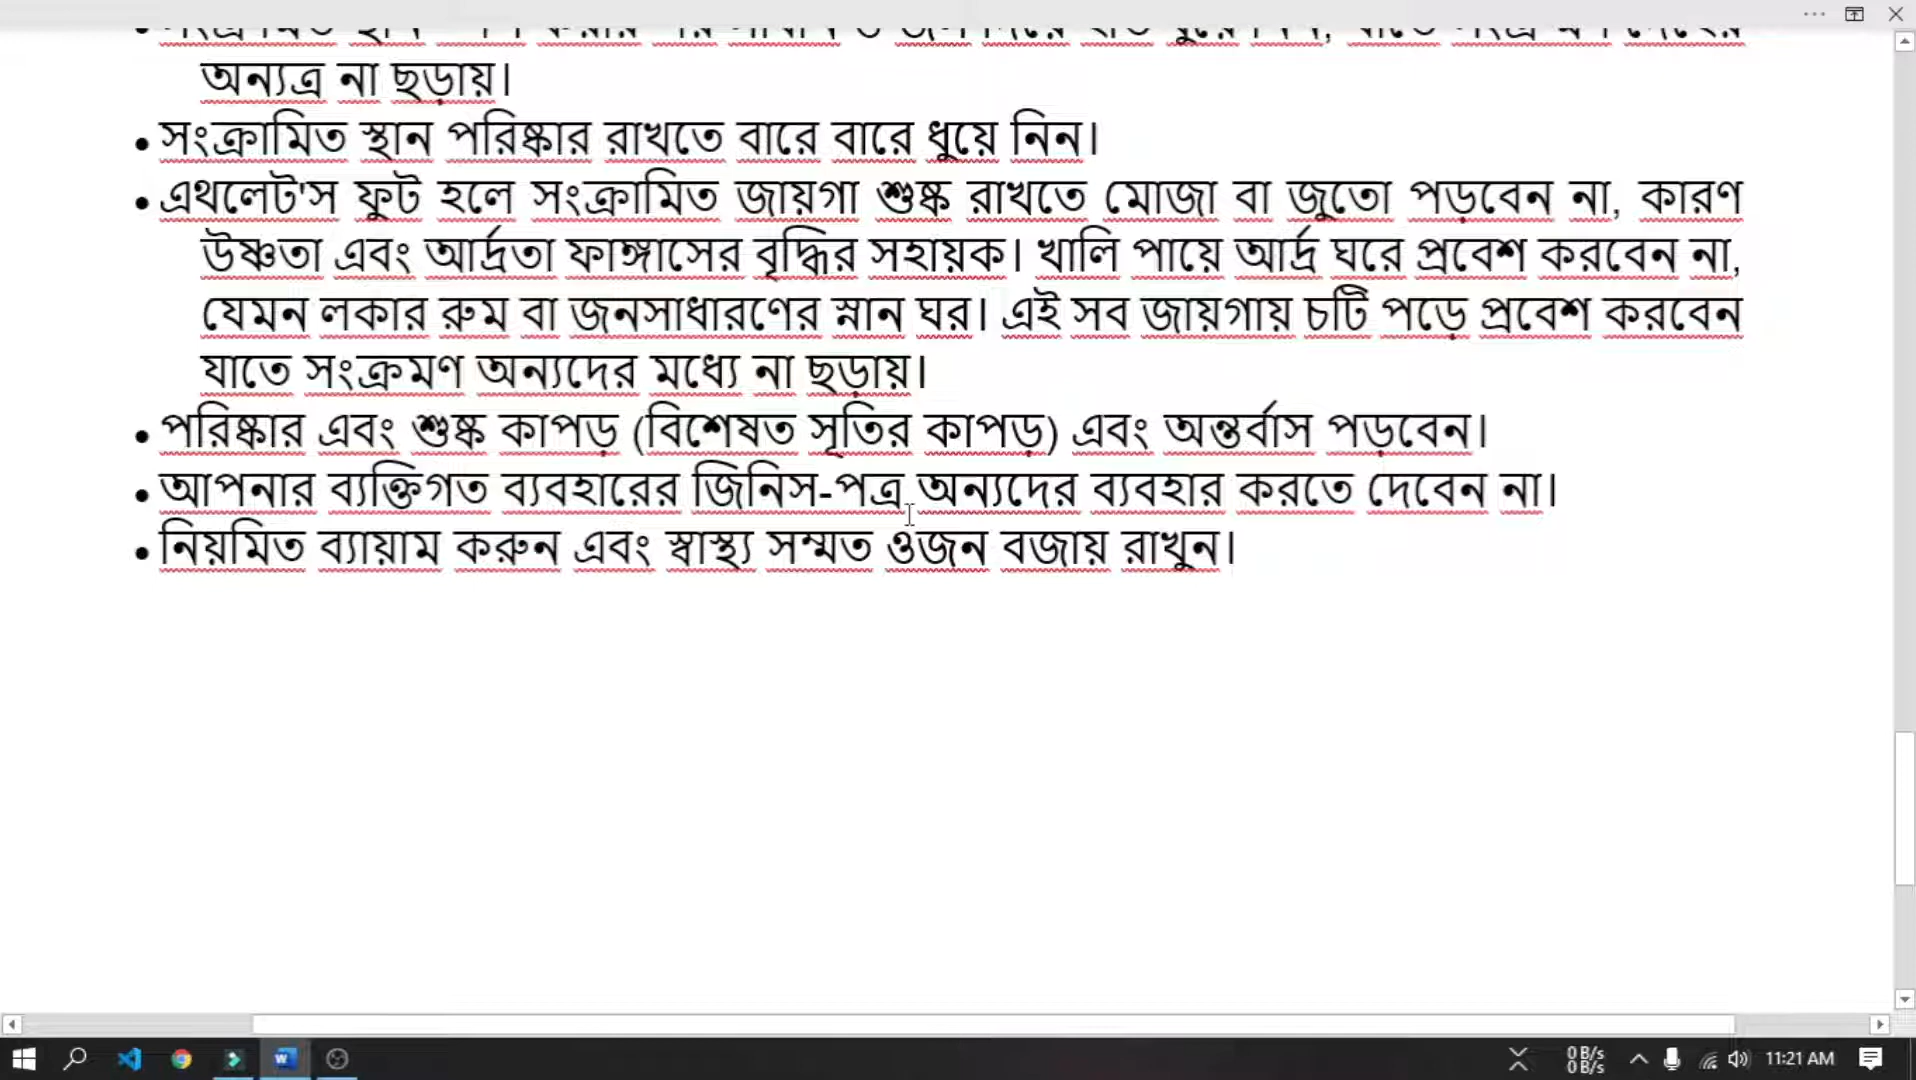 অন্যত্র না ছড়ায়।
• সংক্রামিত স্থান পরিষ্কার রাখতে বারে বারে ধুয়ে নিন।
• এথলেট'স ফুট হলে সংক্রামিত জায়গা শুষ্ক রাখতে মোজা বা জুতো পড়বেন না, কারণ
উষ্ণতা এবং আর্দ্রতা ফাঙ্গাসের বৃদ্ধির সহায়ক। খালি পায়ে আর্দ্র ঘরে প্রবেশ করবেন না,
যেমন লকার রুম বা জনসাধারণের স্নান ঘর। এই সব জায়গায় চটি পড়ে প্রবেশ করবেন
যাতে সংক্রমণ অন্যদের মধ্যে না ছড়ায়।
• পরিষ্কার এবং শুষ্ক কাপড় (বিশেষত সূতির কাপড়) এবং অন্তর্বাস পড়বেন।
• আপনার ব্যক্তিগত ব্যবহারের জিনিস-পত্র অন্যদের ব্যবহার করতে দেবেন না।
• নিয়মিত ব্যায়াম করুন এবং স্বাস্থ্য সম্মত ওজন বজায় রাখুন।
0 B/s
0 B/s
11:21 AM